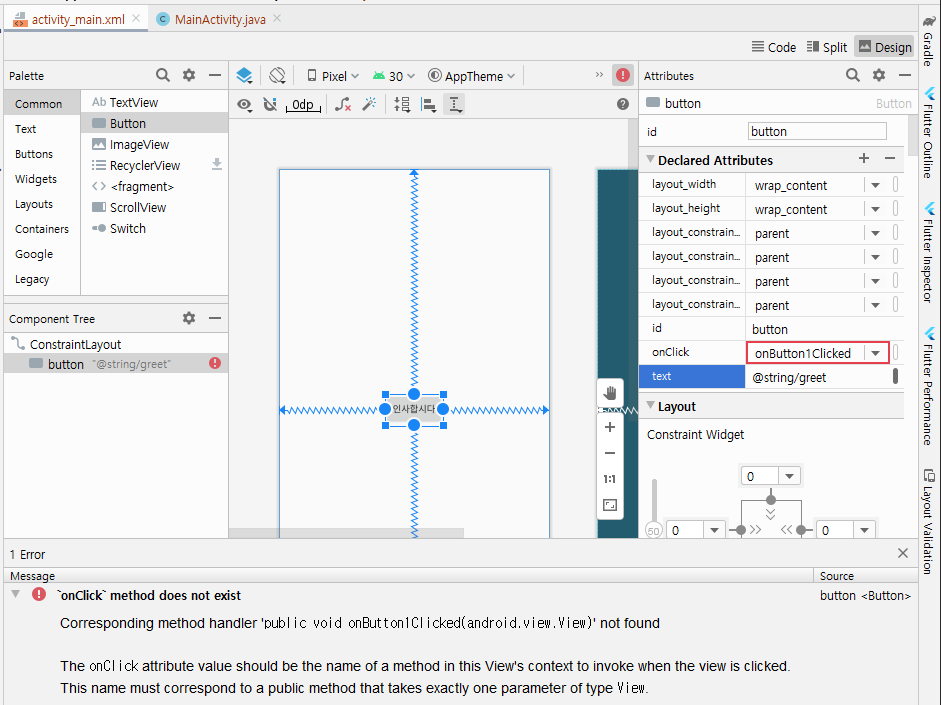 activity_main.xml
MainActivity.java
Code
Split
Design
Palette
Pixel
30
AppTheme
Attributes
0dp
button
Button
Common
Text
Buttons
Widgets
Layouts
Containers
Google
Legacy
Ab TextView
Button
ImageView
RecyclerView
<fragment>
ScrollView
Switch
id
button
Declared Attributes
layout_width
wrap_content
layout_height
wrap_content
layout_constrain...
parent
layout_constrain...
parent
layout_constrain...
parent
layout_constrain...
parent
id
button
onClick
onButton1Clicked
text
@string/greet
Layout
Constraint Widget
0
50
0
0
Component Tree
ConstraintLayout
button "@string/greet"
인사합시다
1:1
1 Error
Message
Source
`onClick` method does not exist
button <Button>
Corresponding method handler 'public void onButton1Clicked(android.view.View)' not found
The onClick attribute value should be the name of a method in this View's context to invoke when the view is clicked.
This name must correspond to a public method that takes exactly one parameter of type View.
Gradle
Flutter Outline
Flutter Inspector
Flutter Performance
Layout Validation